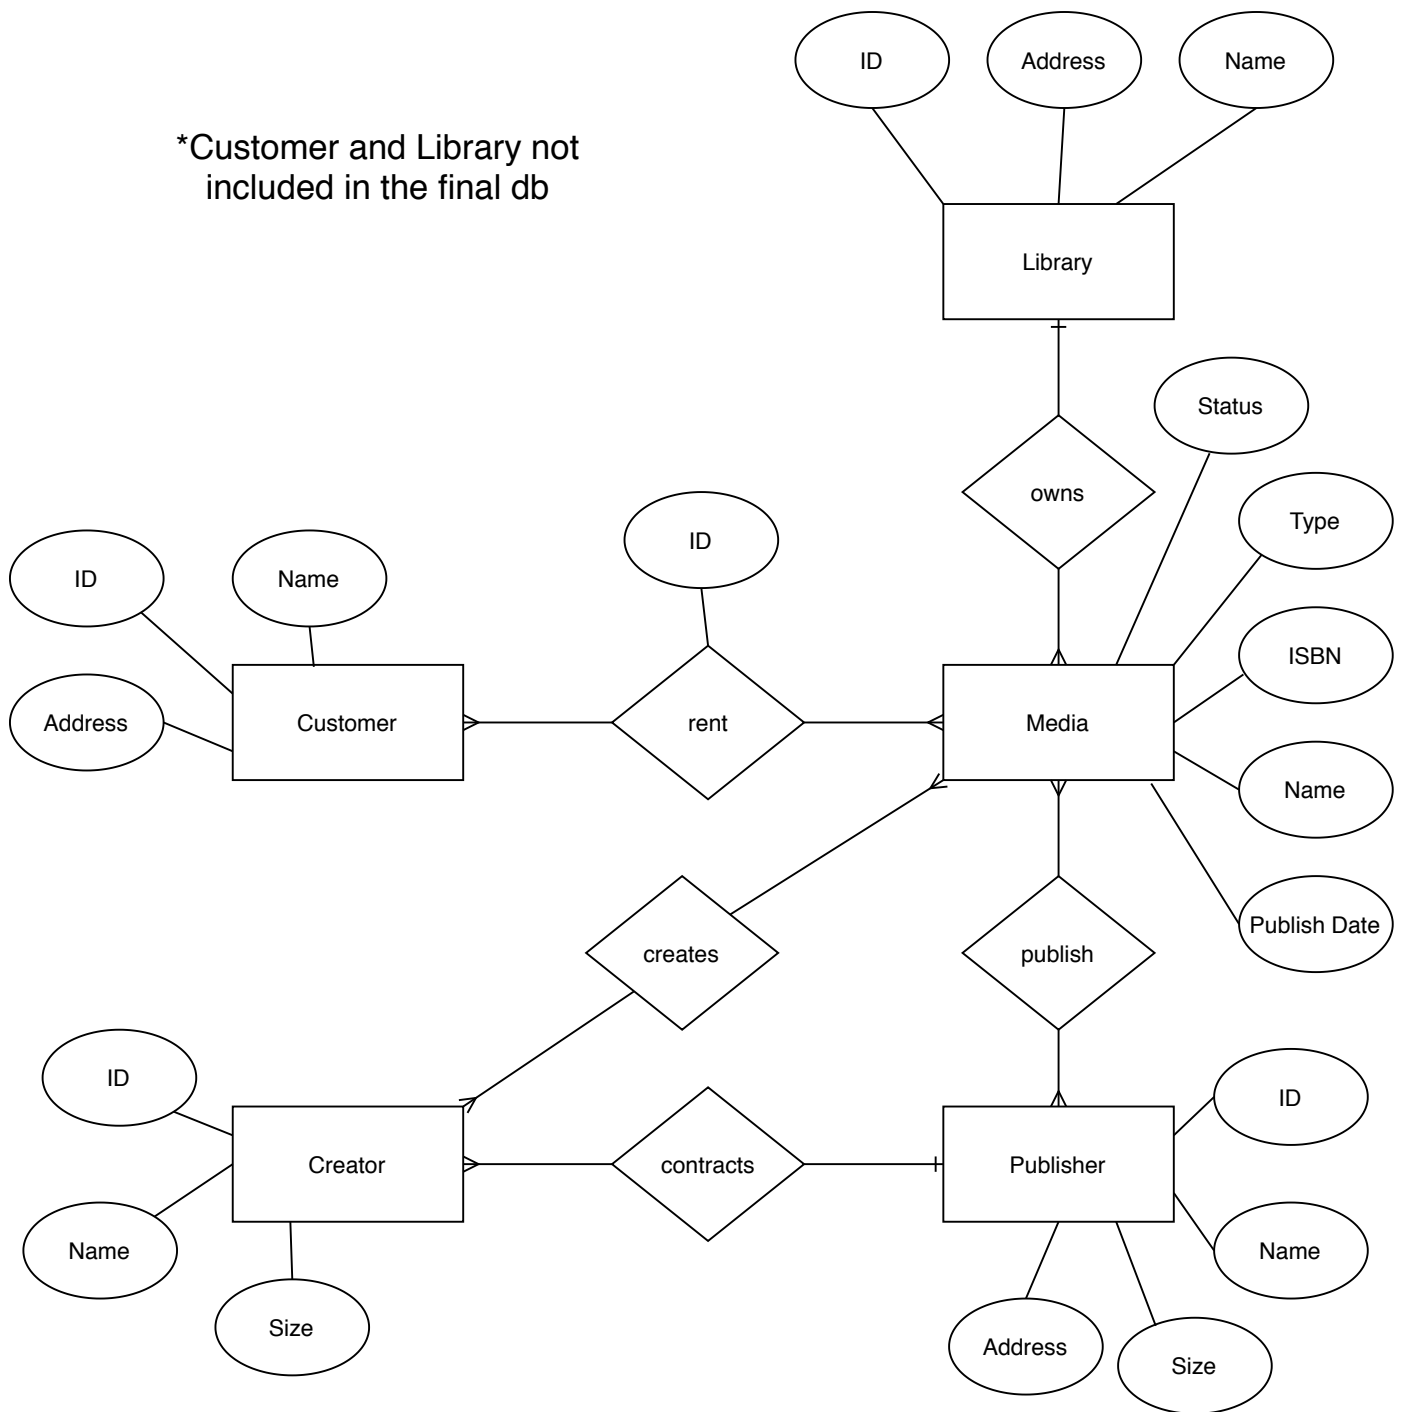 ID
Address
Name
*Customer and Library not
included in the final db
Library
Status
owns
Type
ID
ID
Name
ISBN
Address
Customer
rent
Media
Name
Publish Date
creates
publish
ID
ID
Creator
contracts
Publisher
Name
Name
Size
Address
Size